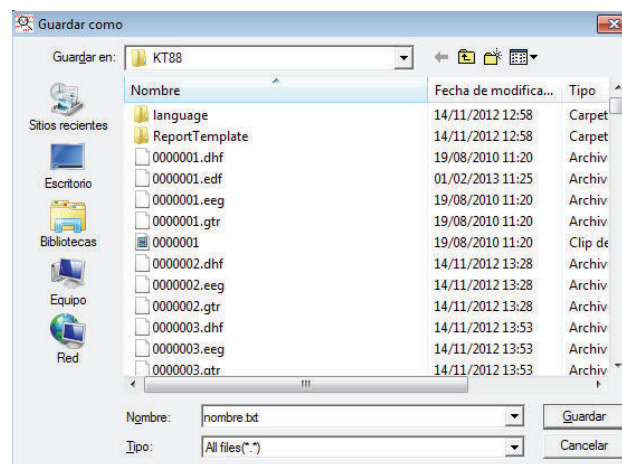 Guardar como
Guardar en: KT88
Nombre Fecha de modifica... Tipo
language 14/11/2012 12:58 Carpet
ReportTemplate 14/11/2012 12:58 Carpet
0000001.dhf 19/08/2010 11:20 Archiv
0000001.edf 01/02/2013 11:25 Archiv
0000001.eeg 19/08/2010 11:20 Archiv
0000001.gtr 19/08/2010 11:20 Archiv
0000001 19/08/2010 11:20 Clip de
0000002.dhf 14/11/2012 13:28 Archiv
0000002.eeg 14/11/2012 13:28 Archiv
0000002.gtr 14/11/2012 13:28 Archiv
0000003.dhf 14/11/2012 13:53 Archiv
0000003.eeg 14/11/2012 13:53 Archiv
0000003.gtr 14/11/2012 13:53 Archiv
Sitios recientes
Escritorio
Bibliotecas
Equipo
Red
Nombre: nombre.txt Guardar
Tipo: All files(*.*) Cancelar